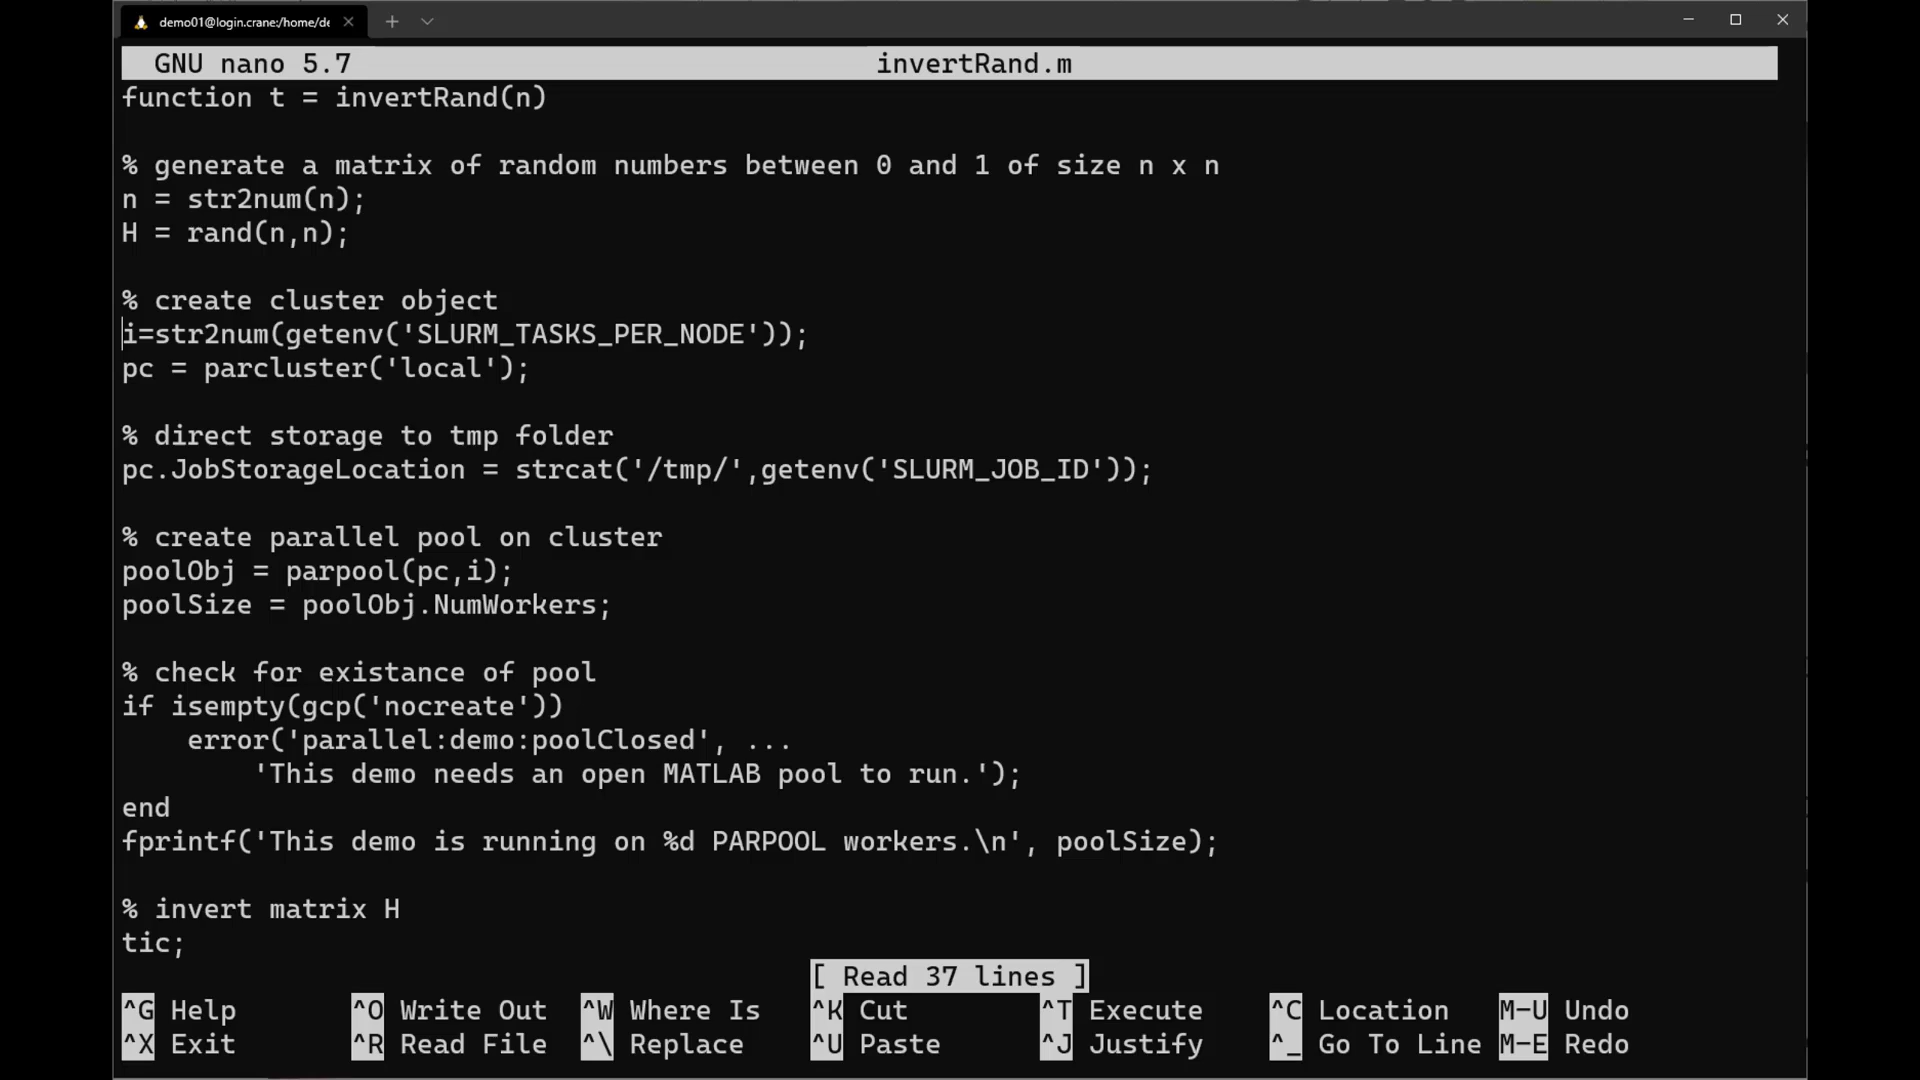 demo01@login.crane:/home/de
GNU nano 5.7 invertRand.m
function t = invertRand(n)
% generate a matrix of random numbers between 0 and 1 of size n x n
n = str2num(n);
H = rand(n,n);
% create cluster object
i=str2num(getenv('SLURM_TASKS_PER_NODE'));
pc = parcluster('local');
% direct storage to tmp folder
pc.JobStorageLocation = strcat('/tmp/',getenv('SLURM_JOB_ID'));
% create parallel pool on cluster
poolObj = parpool(pc,i);
poolSize = poolObj.NumWorkers;
% check for existance of pool
if isempty(gcp('nocreate'))
    error('parallel:demo:poolClosed', ...
        'This demo needs an open MATLAB pool to run.');
end
fprintf('This demo is running on %d PARPOOL workers.\n', poolSize);
% invert matrix H
tic;
[ Read 37 lines ]
^G Help ^O Write Out ^W Where Is ^K Cut ^T Execute ^C Location M-U Undo
^X Exit ^R Read File ^\ Replace ^U Paste ^J Justify ^_ Go To Line M-E Redo